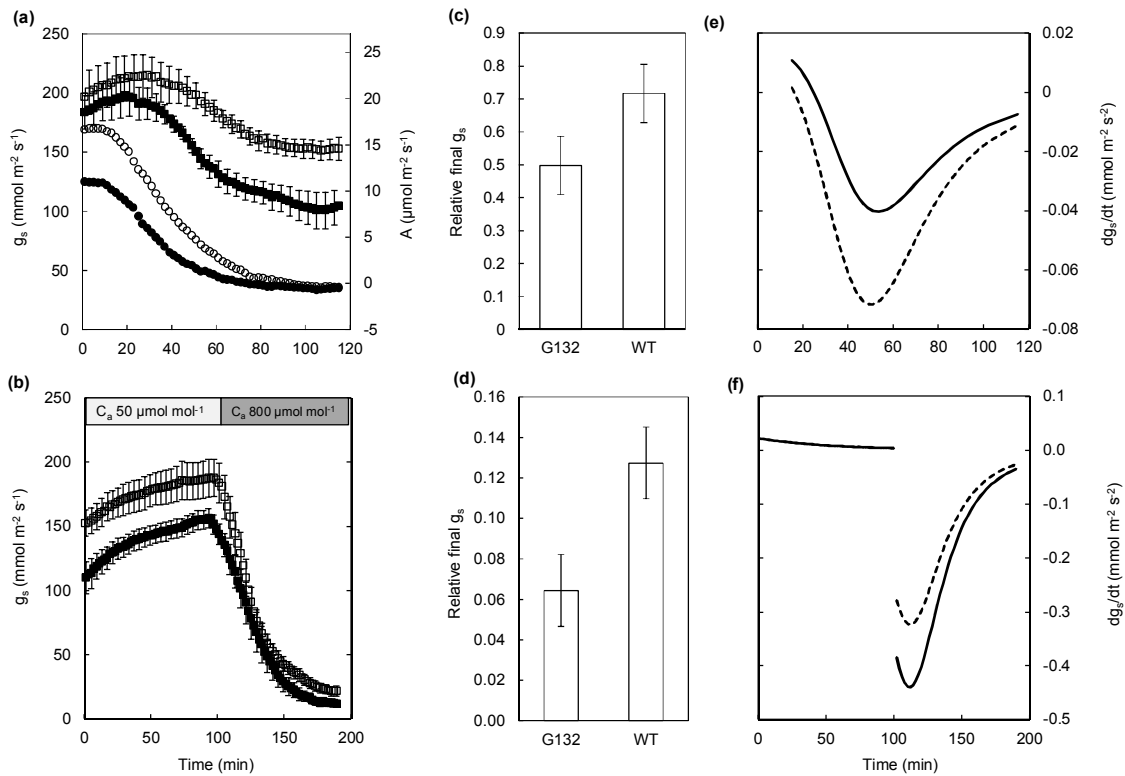 (a)
250
200
150
100
50
0
gs (mmol m-2 s-1)
25
20
15
10
5
0
-5
A (µmol m-2 s-1)
0 20 40 60 80 100 120
(c)
0.9
0.8
0.7
0.6
0.5
0.4
0.3
0.2
0.1
0
Relative final gs
G132 WT
(e)
0.02
0
-0.02
-0.04
-0.06
-0.08
dgs/dt (mmol m-2 s-2)
0 20 40 60 80 100 120
(b)
250
200
150
100
50
0
gs (mmol m-2 s-1)
Ca 50 µmol mol-1 Ca 800 µmol mol-1
0 50 100 150 200
Time (min)
(d)
0.16
0.14
0.12
0.10
0.08
0.06
0.04
0.02
0.00
Relative final gs
G132 WT
(f)
0.1
0.0
-0.1
-0.2
-0.3
-0.4
-0.5
dgs/dt (mmol m-2 s-2)
0 50 100 150 200
Time (min)